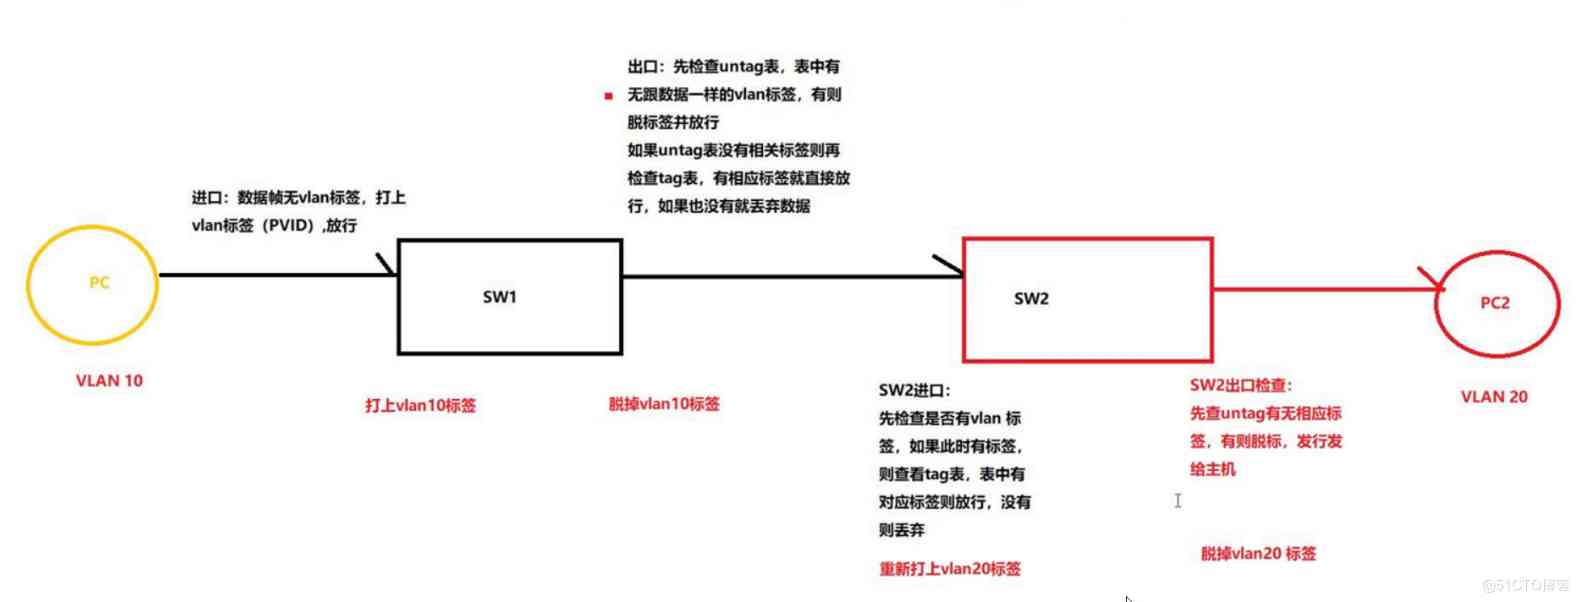 出口：先检查untag表，表中有
无跟数据一样的vlan标签，有则
脱标签并放行
如果untag表没有相关标签则再
检查tag表，有相应标签就直接放
行，如果也没有就丢弃数据
进口：数据帧无vlan标签，打上
vlan标签（PVID）,放行
PC
SW1
SW2
PC2
VLAN 10
打上vlan10标签
脱掉vlan10标签
SW2进口：
先检查是否有vlan 标
签，如果此时有标签，
则查看tag表，表中有
对应标签则放行，没有
则丢弃
重新打上vlan20标签
SW2出口检查：
先查untag有无相应标
签，有则脱标，发行发
给主机
脱掉vlan20 标签
VLAN 20
@51CTO博客